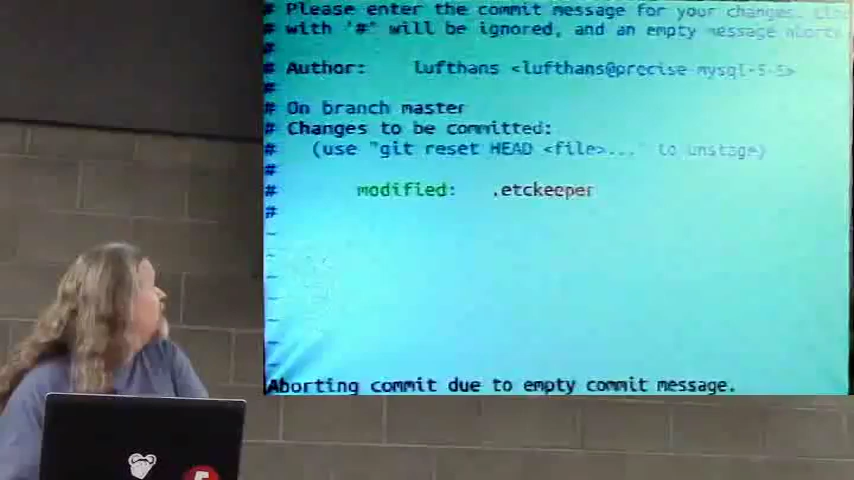 # Please enter the commit message for your changes.
# with '#' will be ignored, and an empty message aborts
#
# Author:    lufthans <lufthans@precise-mysql-5-5>
#
# On branch master
# Changes to be committed:
#   (use "git reset HEAD <file>..." to unstage)
#
#       modified:   .etckeeper
#
~
~
~
~
~
~
~
Aborting commit due to empty commit message.